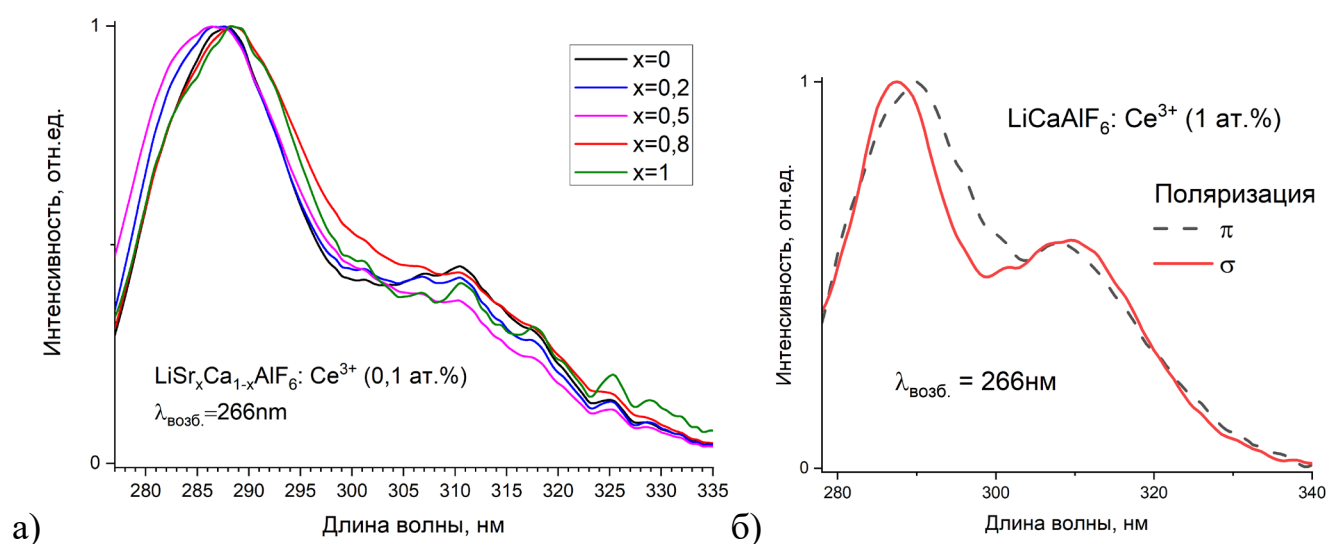 1
x=0
x=0,2
x=0,5
x=0,8
x=1
Интенсивность, отн.ед.
LiSrₓCa₁₋ₓAlF₆: Ce³⁺ (0,1 ат.%)
λвозб.=266nm
0
280 285 290 295 300 305 310 315 320 325 330 335
Длина волны, нм
а)
1
LiCaAlF₆: Ce³⁺ (1 ат.%)
Поляризация
π
σ
Интенсивность, отн.ед.
λвозб. = 266нм
0
280 300 320 340
Длина волны, нм
б)